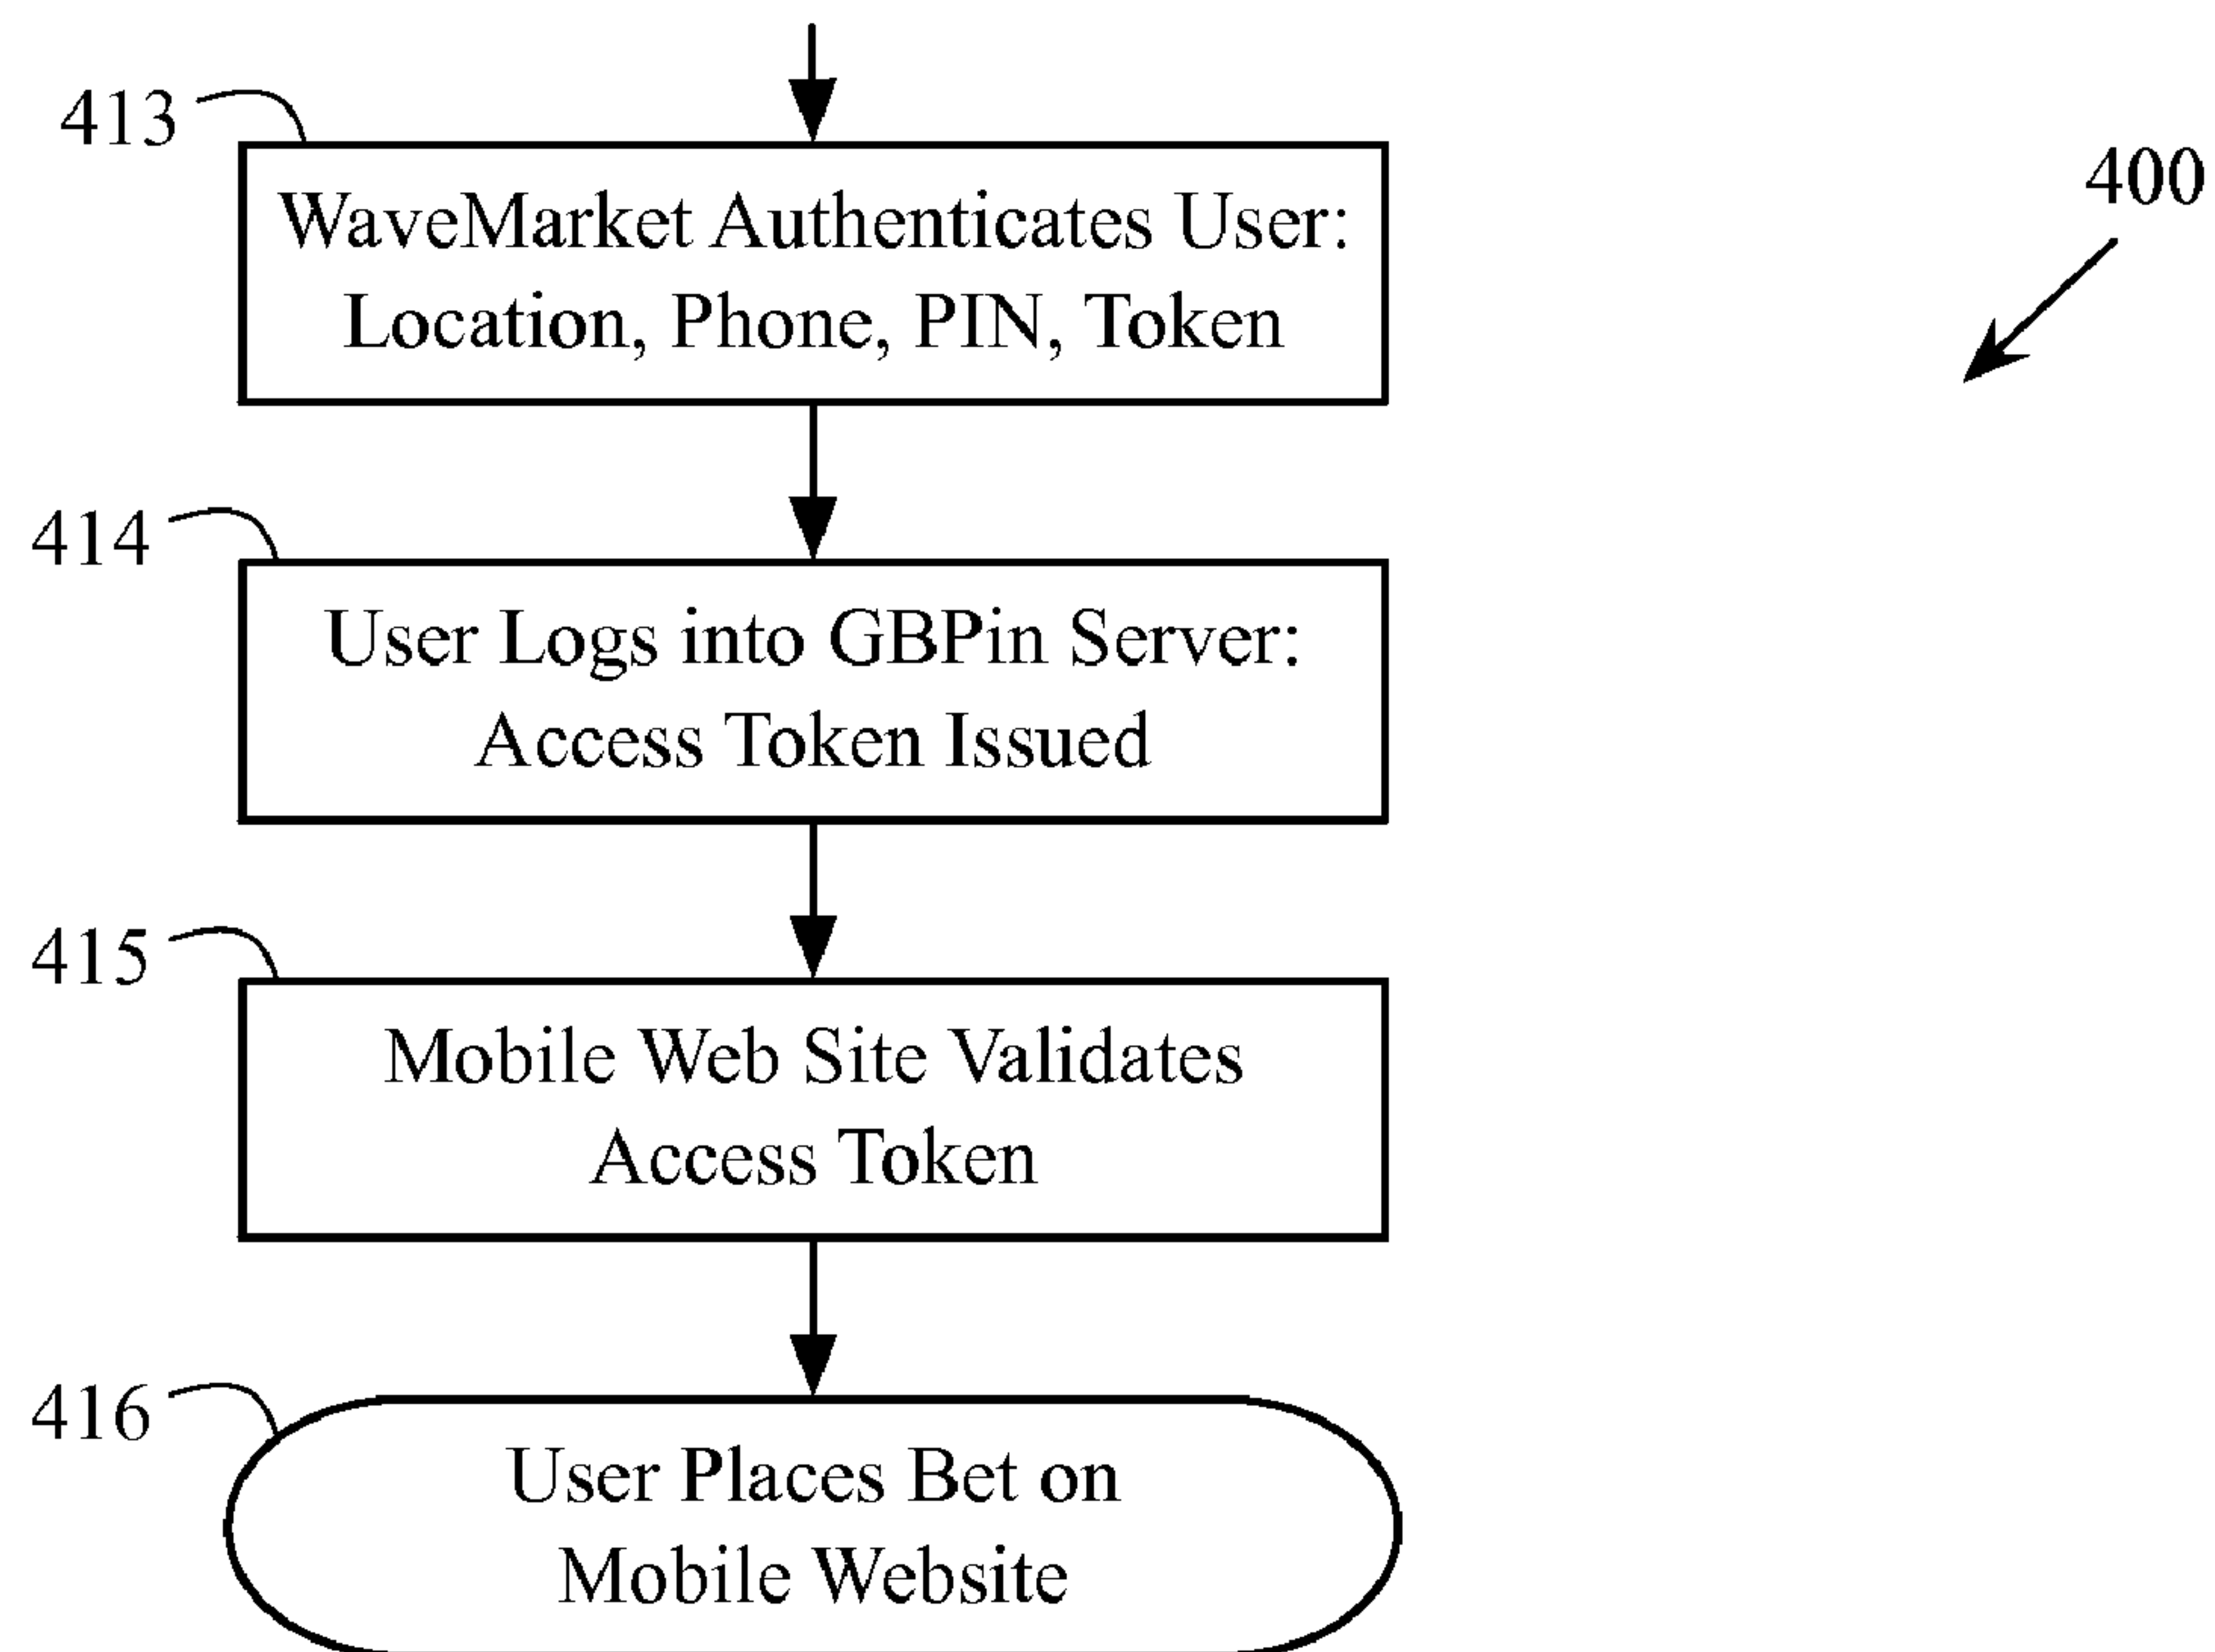 413
400
WaveMarket Authenticates User:
Location, Phone, PIN, Token
414
User Logs into GBPin Server:
Access Token Issued
415
Mobile Web Site Validates
Access Token
416
User Places Bet on
Mobile Website